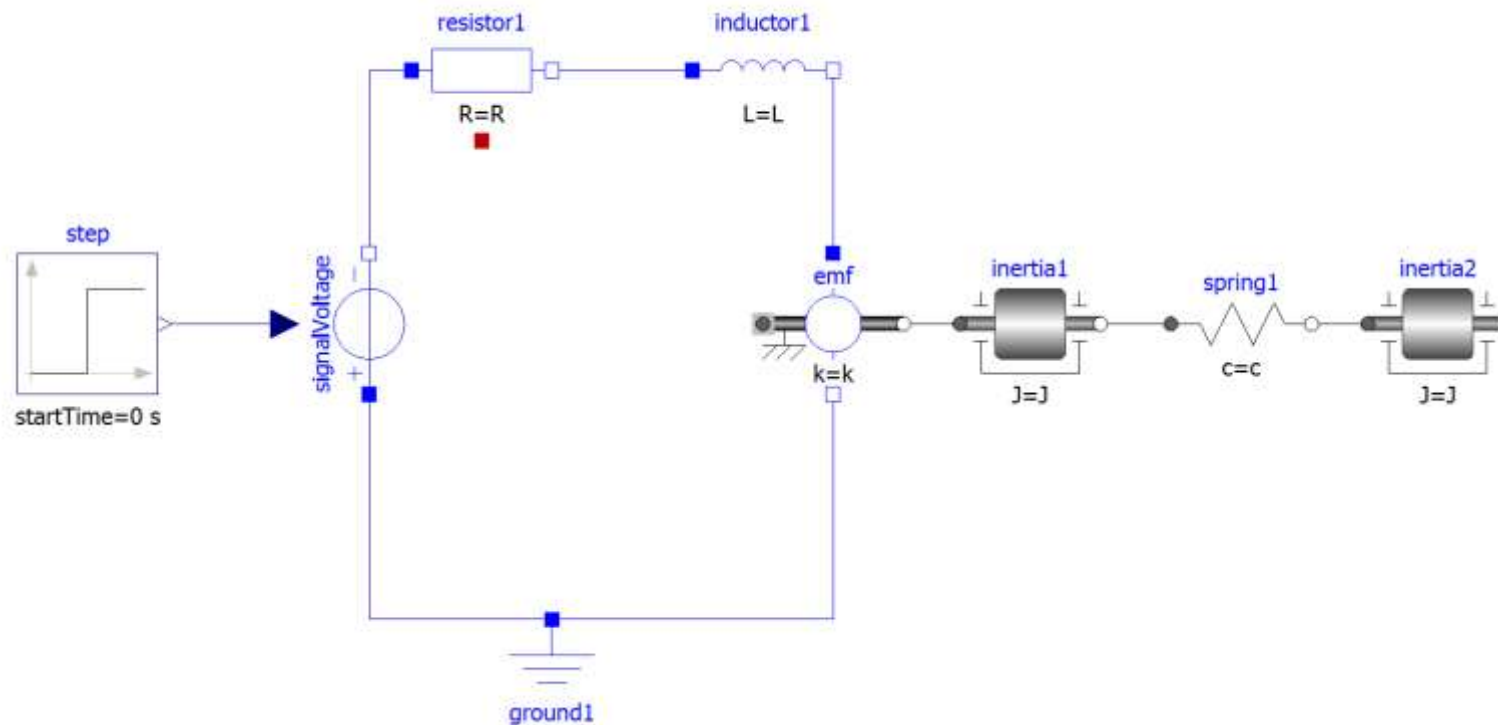 resistor1
inductor1
R=R
L=L
step
signalVoltage
−
+
startTime=0 s
emf
k=k
inertia1
J=J
spring1
c=c
inertia2
J=J
ground1